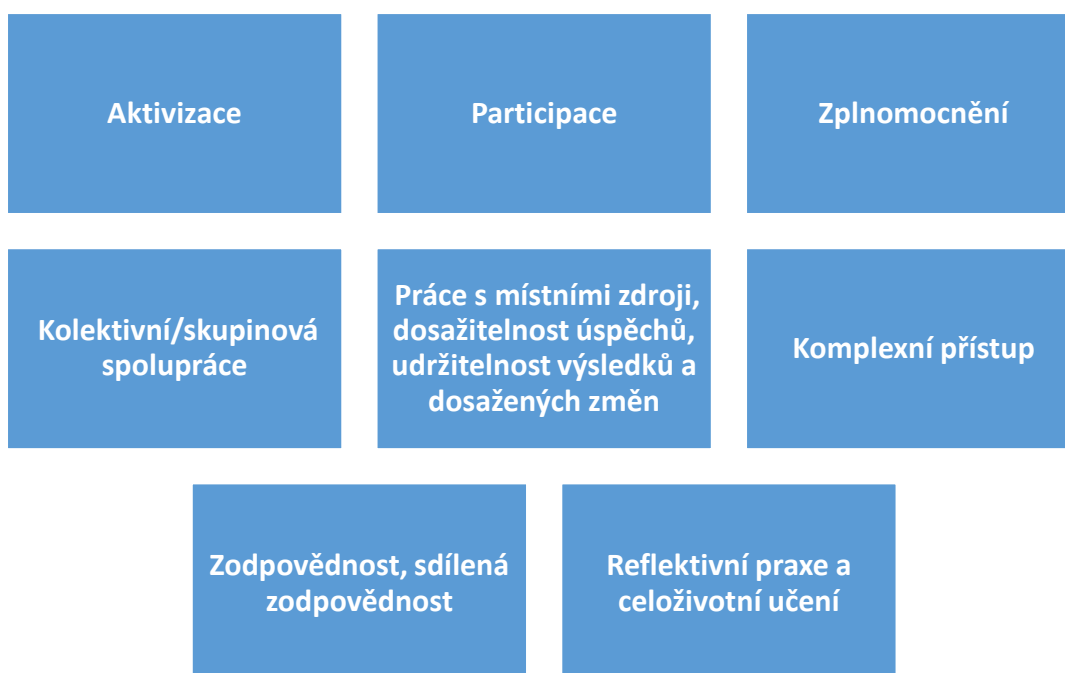 Aktivizace
Participace
Zplnomocnění
Kolektivní/skupinová
spolupráce
Práce s místními zdroji,
dosažitelnost úspěchů,
udržitelnost výsledků a
dosažených změn
Komplexní přístup
Zodpovědnost, sdílená
zodpovědnost
Reflektivní praxe a
celoživotní učení